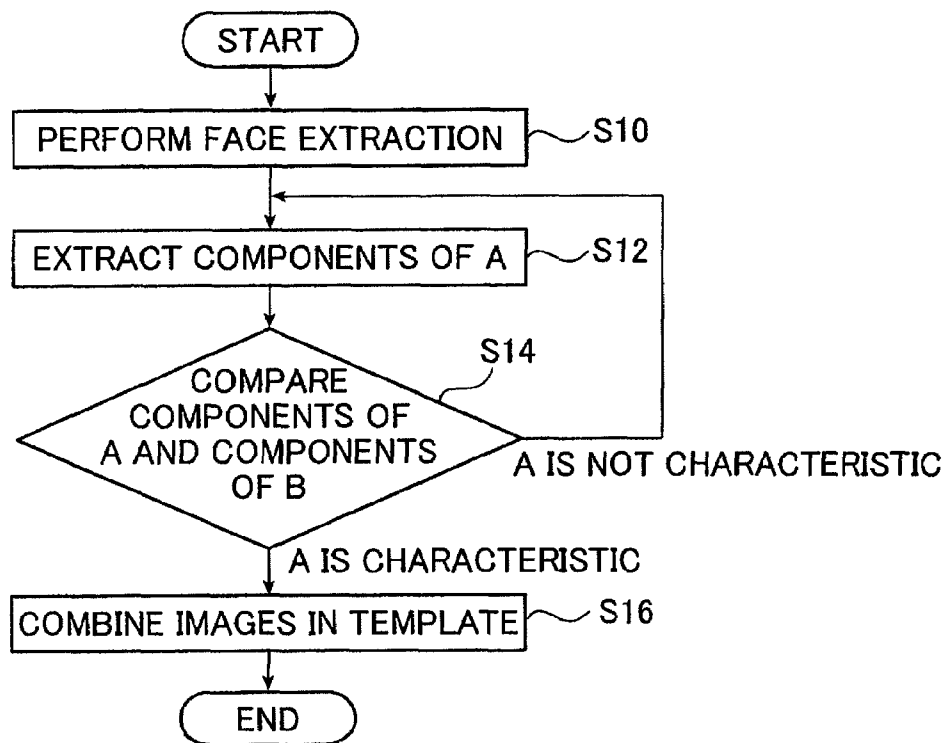 START
PERFORM FACE EXTRACTION
S10
EXTRACT COMPONENTS OF A
S12
S14
COMPARE
COMPONENTS OF
A AND COMPONENTS
OF B
A IS NOT CHARACTERISTIC
A IS CHARACTERISTIC
COMBINE IMAGES IN TEMPLATE
S16
END